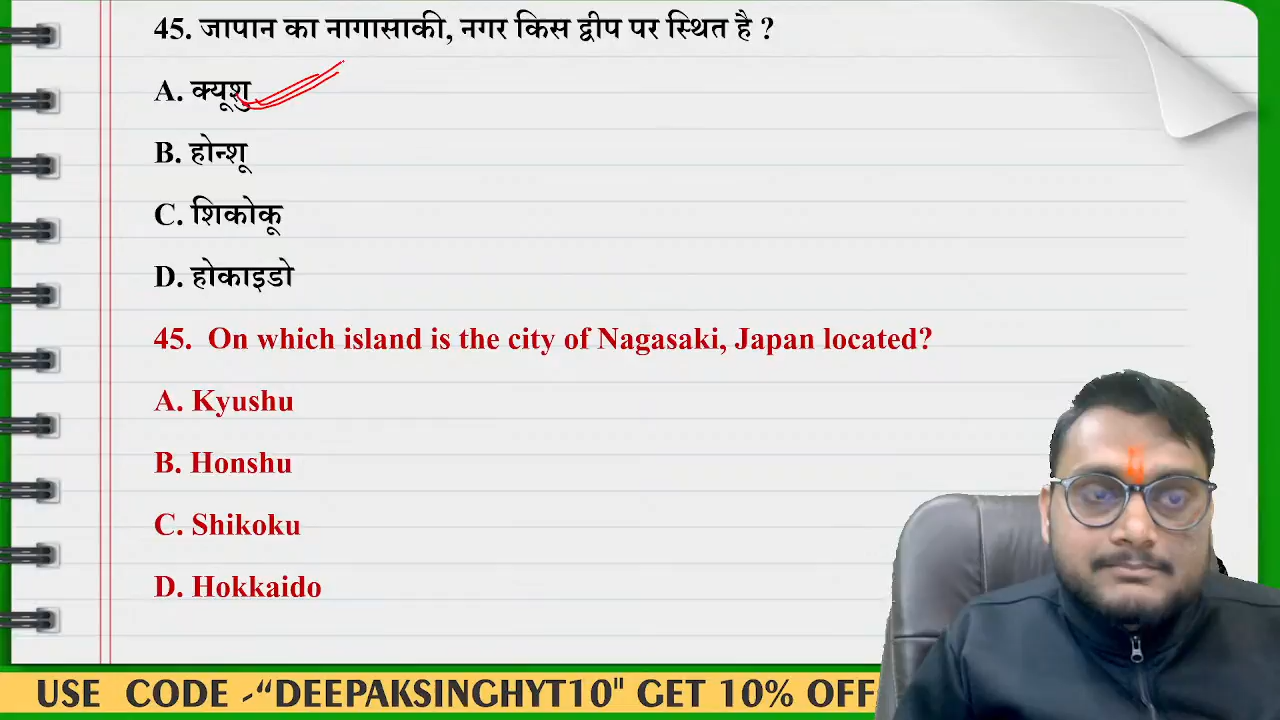 45. जापान का नागासाकी, नगर किस द्वीप पर स्थित है ?
A. क्यूशु
B. होन्शू
C. शिकोकू
D. होकाइडो
45. On which island is the city of Nagasaki, Japan located?
A. Kyushu
B. Honshu
C. Shikoku
D. Hokkaido
USE CODE -“DEEPAKSINGHYT10" GET 10% OFF